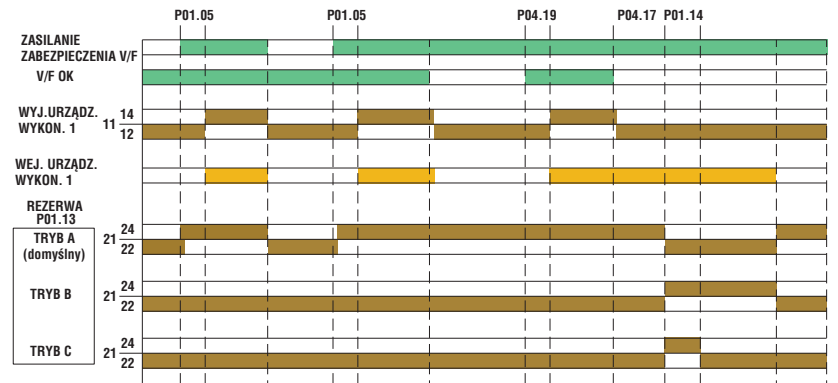 P01.05 P01.05 P04.19 P04.17 P01.14
ZASILANIE
ZABEZPIECZENIA V/F
V/F OK
WYJ.URZĄDZ.
WYKON. 1
11
14
12
WEJ. URZĄDZ.
WYKON. 1
REZERWA
P01.13
TRYB A
(domyślny)
21
24
22
TRYB B
21
24
22
TRYB C
21
24
22